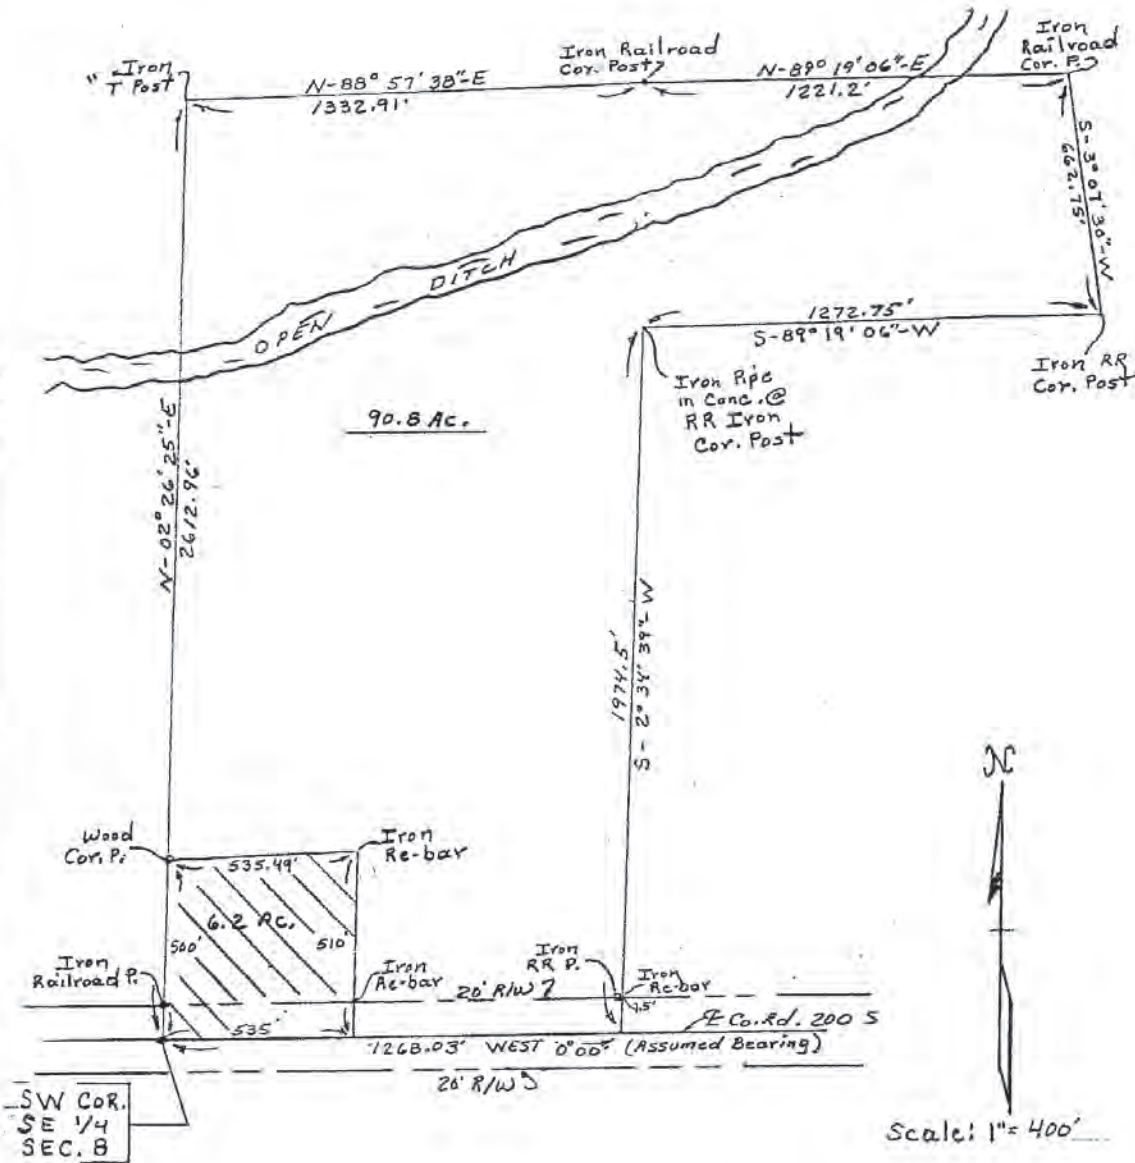 Iron
"T" Post
N-88° 57' 38"-E
1332.91'
Iron Railroad
Cor. Post
N-89° 19' 06"-E
1221.2'
Iron
Railroad
Cor. P.
S-3° 07' 30"-W
662.75'
OPEN DITCH
1272.75'
S-89° 19' 06"-W
Iron RR
Cor. Post
Iron Pipe
in Conc. @
RR Iron
Cor. Post
90.8 Ac.
N-02° 26' 25"-E
2612.96'
1974.5'
S-2° 34' 39"-W
N
Wood
Cor. P.
Iron
Re-bar
535.49'
6.2 AC.
500'
510'
Iron
Railroad P.
Iron
Re-bar
20' R/W
Iron
RR P.
Iron
Re-bar
1.5'
535'
℄ Co. Rd. 200 S
1268.03' WEST 0°00" (Assumed Bearing)
20' R/W
SW COR.
SE 1/4
SEC. 8
Scale: 1"= 400'